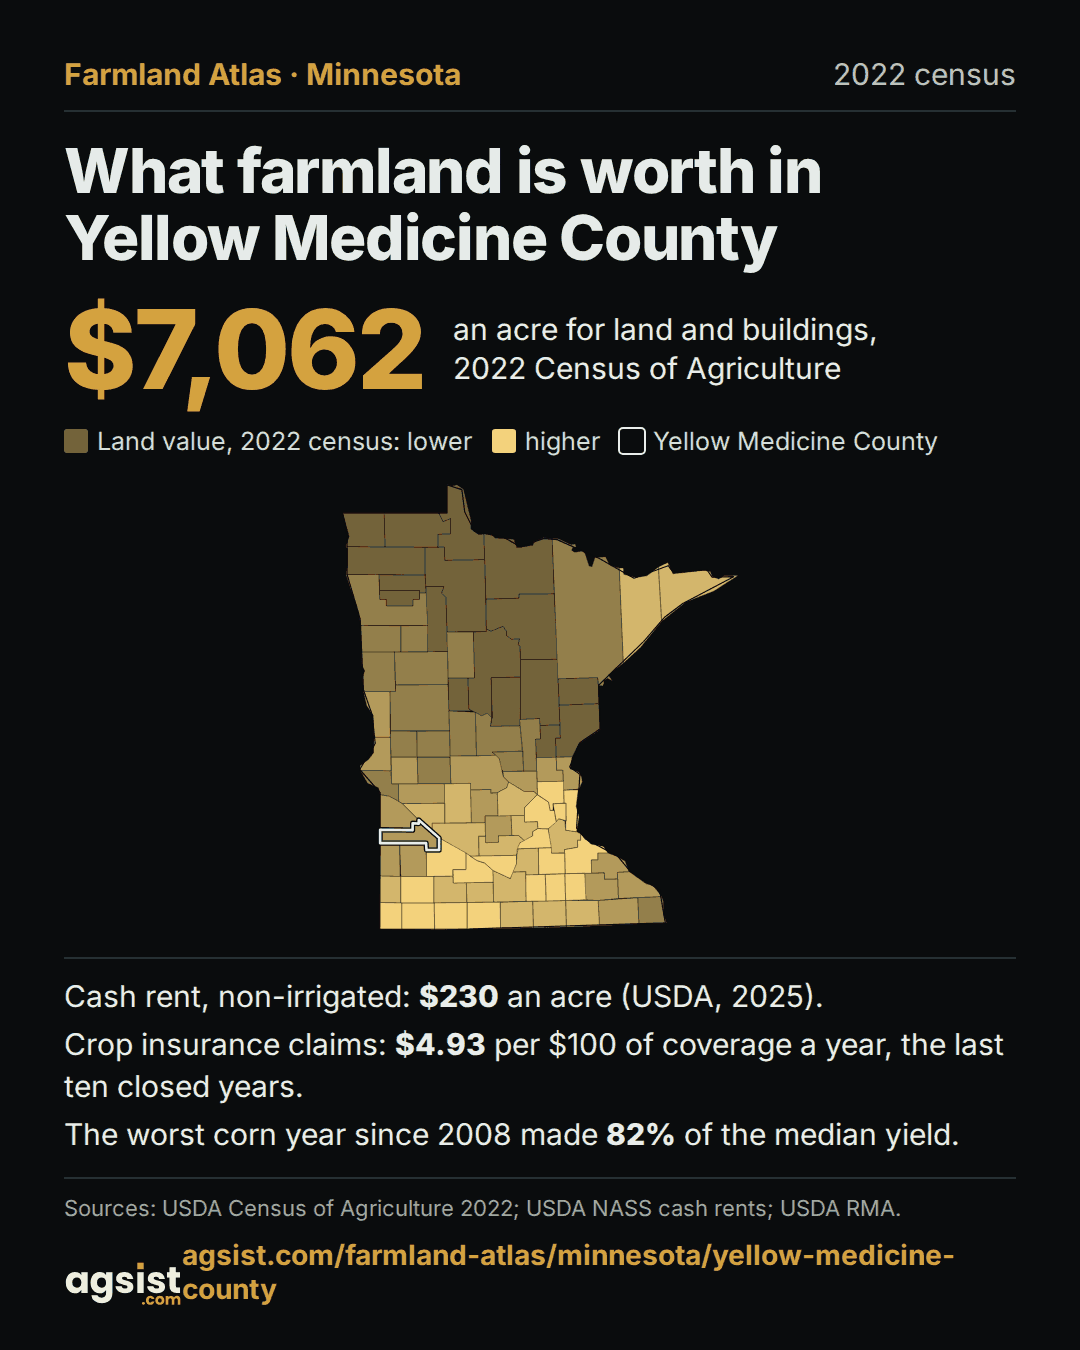 Farmland Atlas · Minnesota
2022 census
What farmland is worth in
Yellow Medicine County
$7,062
an acre for land and buildings,
2022 Census of Agriculture
Land value, 2022 census: lower
higher
Yellow Medicine County
Cash rent, non-irrigated: $230 an acre (USDA, 2025).
Crop insurance claims: $4.93 per $100 of coverage a year, the last
ten closed years.
The worst corn year since 2008 made 82% of the median yield.
Sources: USDA Census of Agriculture 2022; USDA NASS cash rents; USDA RMA.
agsist.com
agsist.com/farmland-atlas/minnesota/yellow-medicine-
county